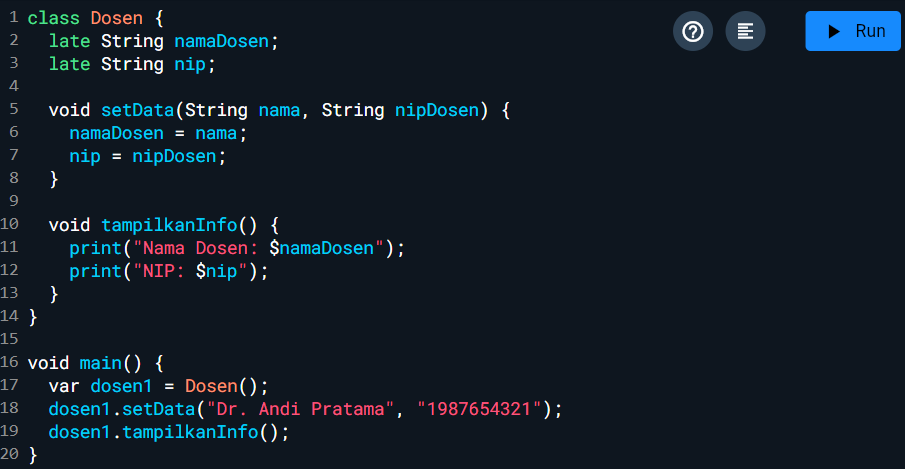 1 class Dosen {
2   late String namaDosen;
3   late String nip;
4
5   void setData(String nama, String nipDosen) {
6     namaDosen = nama;
7     nip = nipDosen;
8   }
9
10   void tampilkanInfo() {
11     print("Nama Dosen: $namaDosen");
12     print("NIP: $nip");
13   }
14 }
15
16 void main() {
17   var dosen1 = Dosen();
18   dosen1.setData("Dr. Andi Pratama", "1987654321");
19   dosen1.tampilkanInfo();
20 }
?
Run